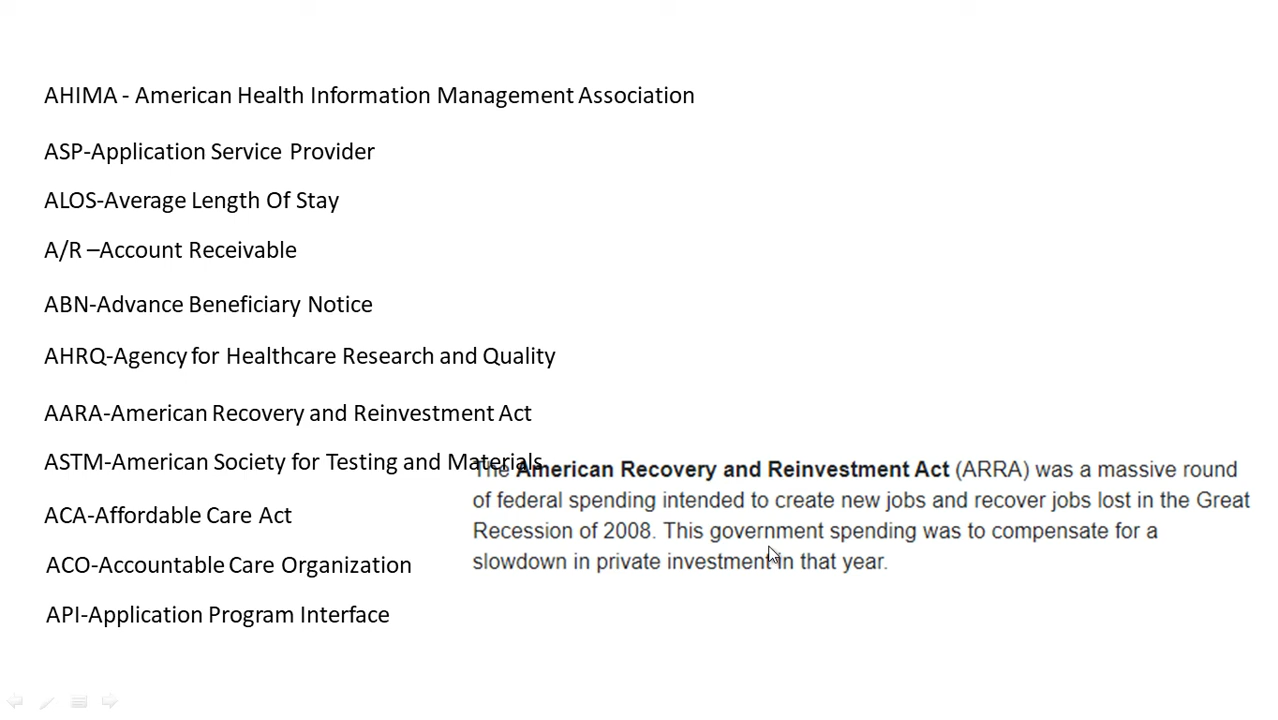 AHIMA - American Health Information Management Association
ASP-Application Service Provider
ALOS-Average Length Of Stay
A/R –Account Receivable
ABN-Advance Beneficiary Notice
AHRQ-Agency for Healthcare Research and Quality
AARA-American Recovery and Reinvestment Act
ASTM-American Society for Testing and Materials
The American Recovery and Reinvestment Act (ARRA) was a massive round
of federal spending intended to create new jobs and recover jobs lost in the Great
Recession of 2008. This government spending was to compensate for a
slowdown in private investment in that year.
ACA-Affordable Care Act
ACO-Accountable Care Organization
API-Application Program Interface